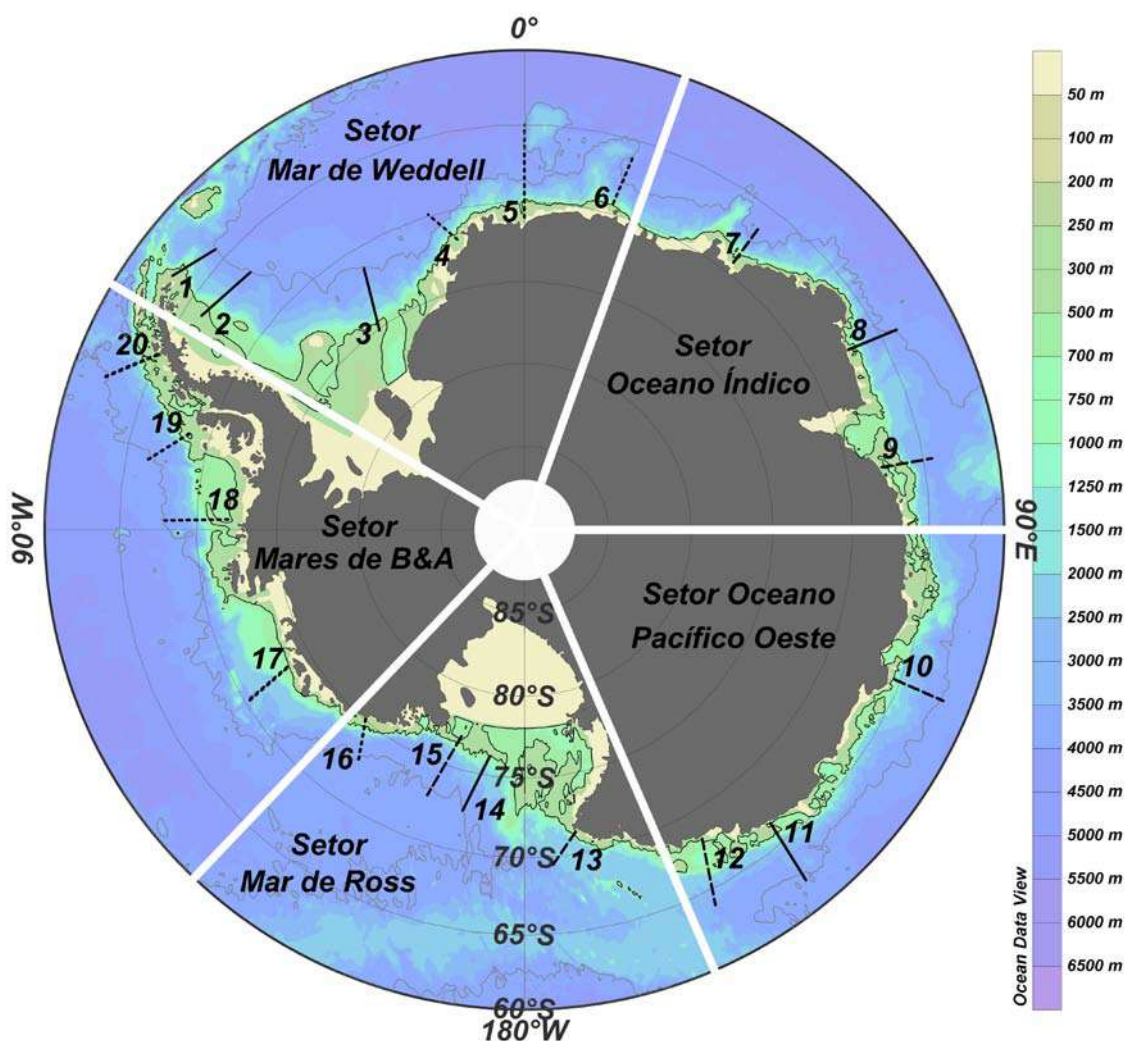 0°
Setor
Mar de Weddell
5
6
4
7
1
2
3
20
8
Setor
Oceano Índico
19
9
18
90°W
90°E
Setor
Mares de B&A
Setor Oceano
Pacífico Oeste
85°S
17
10
80°S
16
15
75°S
14
13
12
11
70°S
Setor
Mar de Ross
65°S
60°S
180°W
50 m
100 m
200 m
250 m
300 m
500 m
700 m
750 m
1000 m
1250 m
1500 m
2000 m
2500 m
3000 m
3500 m
4000 m
4500 m
5000 m
5500 m
6000 m
6500 m
Ocean Data View